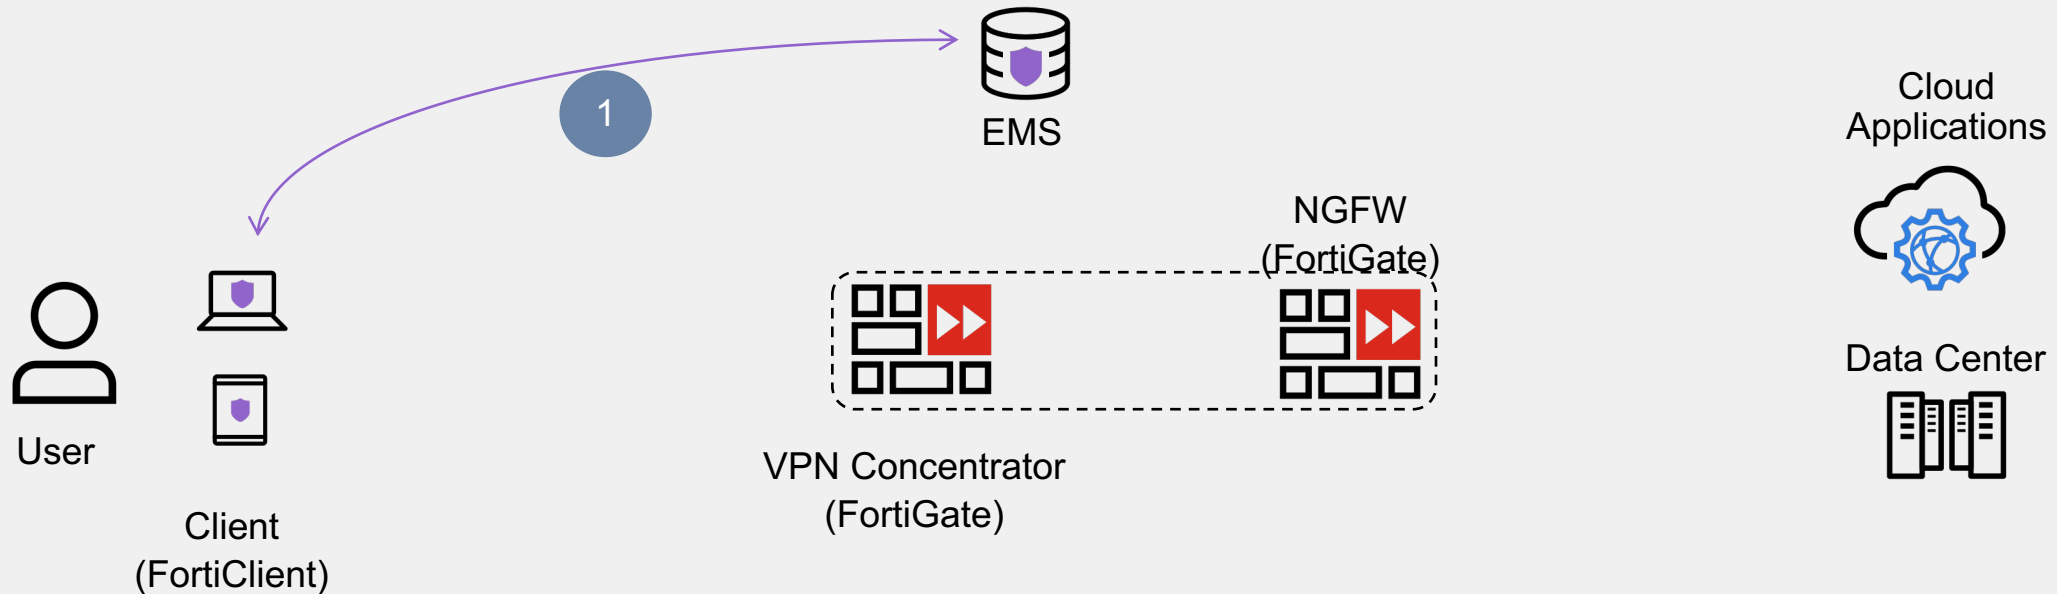 1
EMS
Cloud
Applications
NGFW
(FortiGate)
Data Center
User
VPN Concentrator
(FortiGate)
Client
(FortiClient)